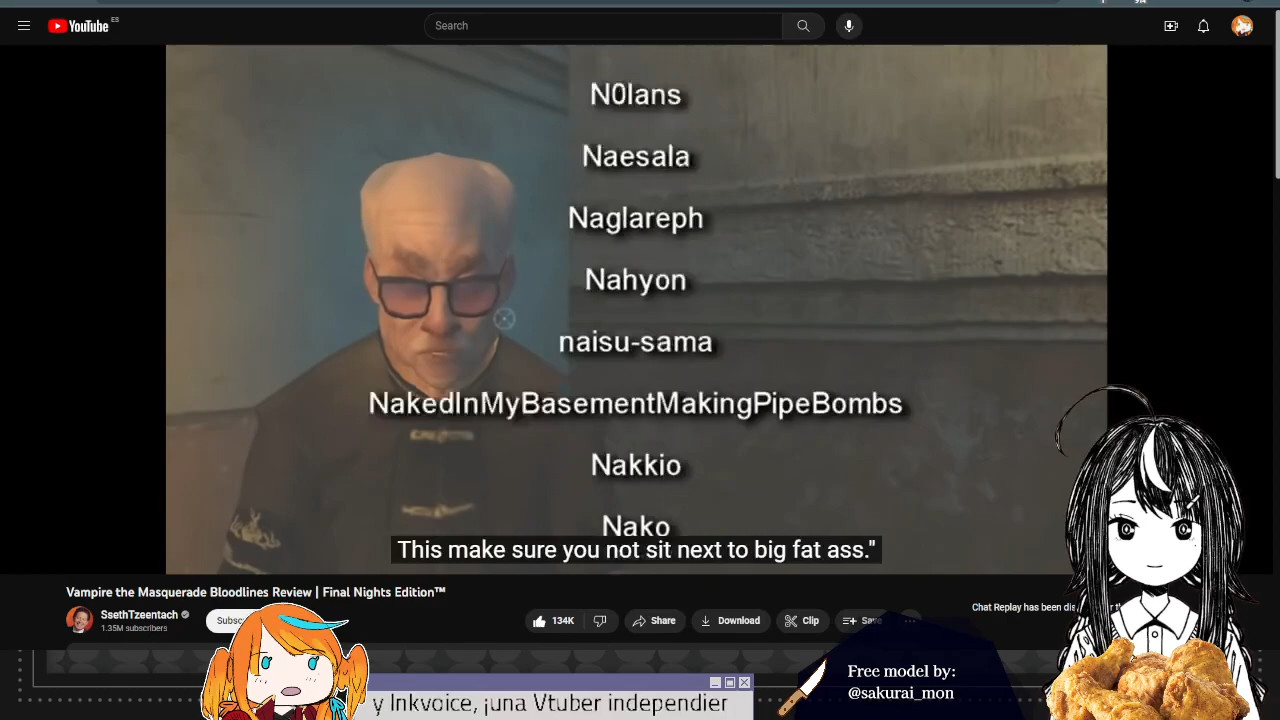 YouTube ES
Search
N0lans
Naesala
Naglareph
Nahyon
naisu-sama
NakedInMyBasementMakingPipeBombs
Nakkio
Nako
This make sure you not sit next to big fat ass."
Vampire the Masquerade Bloodlines Review | Final Nights Edition™
SsethTzeentach
1.35M subscribers
Subsc
134K
Share
Download
Clip
Save
Chat Replay has been dis
Free model by:
@sakurai_mon
y Inkvoice, ¡una Vtuber independier